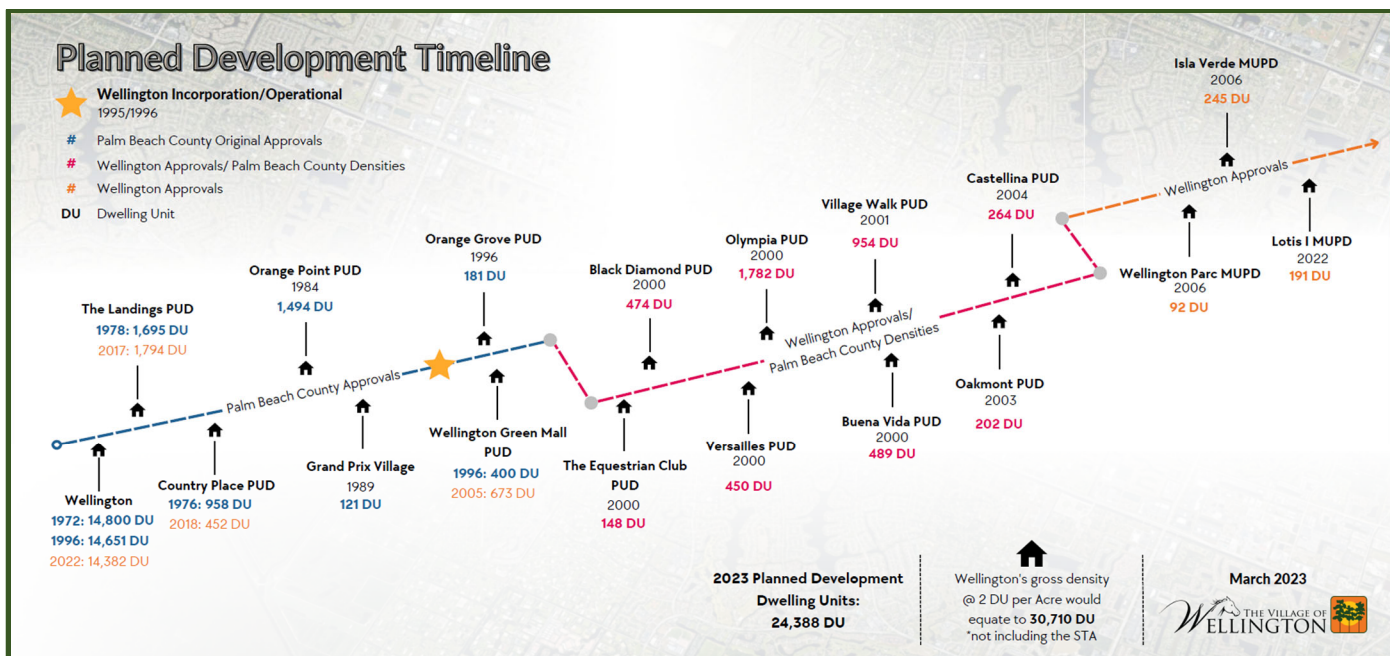 Planned Development Timeline
Wellington Incorporation/Operational
1995/1996
# Palm Beach County Original Approvals
# Wellington Approvals/ Palm Beach County Densities
# Wellington Approvals
DU Dwelling Unit
The Landings PUD
1978: 1,695 DU
2017: 1,794 DU
Orange Point PUD
1984
1,494 DU
Orange Grove PUD
1996
181 DU
Black Diamond PUD
2000
474 DU
Olympia PUD
2000
1,782 DU
Village Walk PUD
2001
954 DU
Castellina PUD
2004
264 DU
Isla Verde MUPD
2006
245 DU
Palm Beach County Approvals
Wellington Approvals/
Palm Beach County Densities
Wellington Approvals
Wellington
1972: 14,800 DU
1996: 14,651 DU
2022: 14,382 DU
Country Place PUD
1976: 958 DU
2018: 452 DU
Grand Prix Village
1989
121 DU
Wellington Green Mall
PUD
1996: 400 DU
2005: 673 DU
The Equestrian Club
PUD
2000
148 DU
Versailles PUD
2000
450 DU
Buena Vida PUD
2000
489 DU
Oakmont PUD
2003
202 DU
Wellington Parc MUPD
2006
92 DU
Lotis I MUPD
2022
191 DU
2023 Planned Development
Dwelling Units:
24,388 DU
Wellington's gross density
@ 2 DU per Acre would
equate to 30,710 DU
*not including the STA
March 2023
THE VILLAGE OF
WELLINGTON